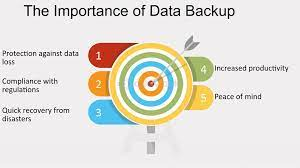 The Importance of Data Backup
1
Protection against data
loss
2
Compliance with
regulations
3
Quick recovery from
disasters
4
Increased productivity
5
Peace of mind